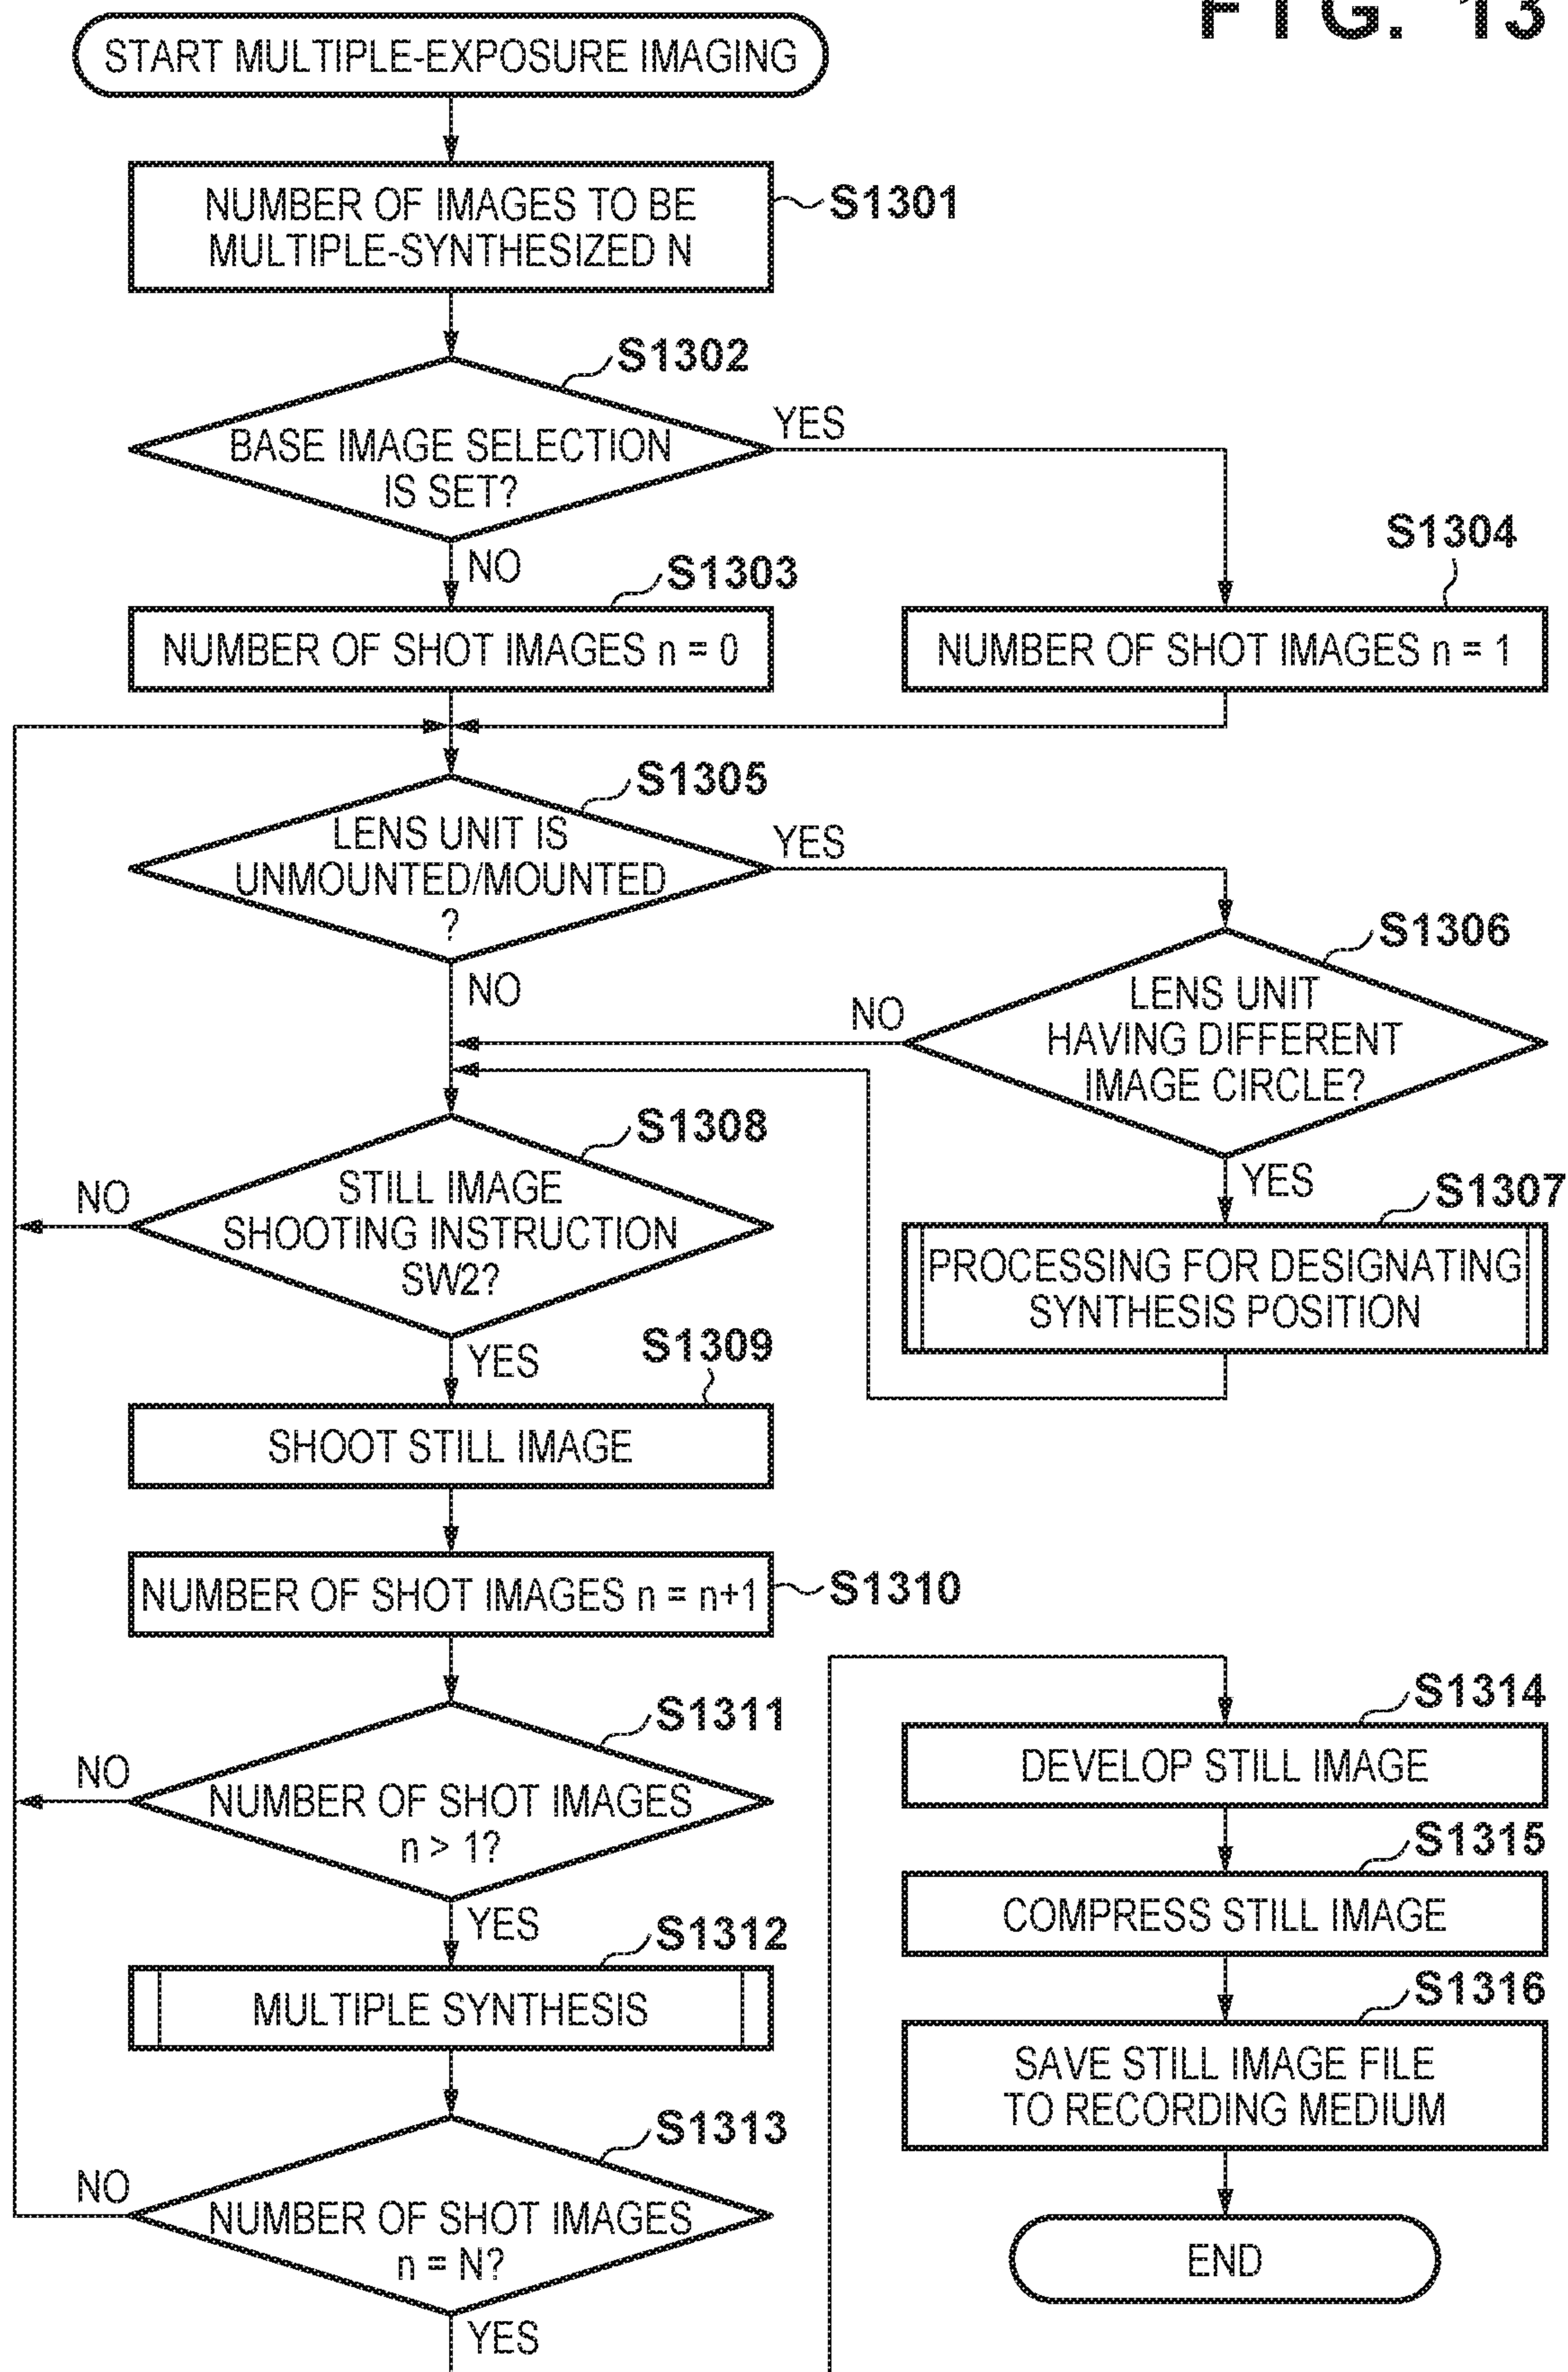 FIG. 13
START MULTIPLE-EXPOSURE IMAGING
NUMBER OF IMAGES TO BE
MULTIPLE-SYNTHESIZED N
S1301
S1302
BASE IMAGE SELECTION
IS SET?
YES
NO
S1303
NUMBER OF SHOT IMAGES n = 0
S1304
NUMBER OF SHOT IMAGES n = 1
S1305
LENS UNIT IS
UNMOUNTED/MOUNTED
?
YES
NO
S1306
LENS UNIT
HAVING DIFFERENT
IMAGE CIRCLE?
NO
YES
S1307
PROCESSING FOR DESIGNATING
SYNTHESIS POSITION
S1308
STILL IMAGE
SHOOTING INSTRUCTION
SW2?
NO
YES
S1309
SHOOT STILL IMAGE
NUMBER OF SHOT IMAGES n = n+1
S1310
S1311
NUMBER OF SHOT IMAGES
n > 1?
NO
YES
S1312
MULTIPLE SYNTHESIS
S1313
NUMBER OF SHOT IMAGES
n = N?
NO
YES
S1314
DEVELOP STILL IMAGE
S1315
COMPRESS STILL IMAGE
S1316
SAVE STILL IMAGE FILE
TO RECORDING MEDIUM
END